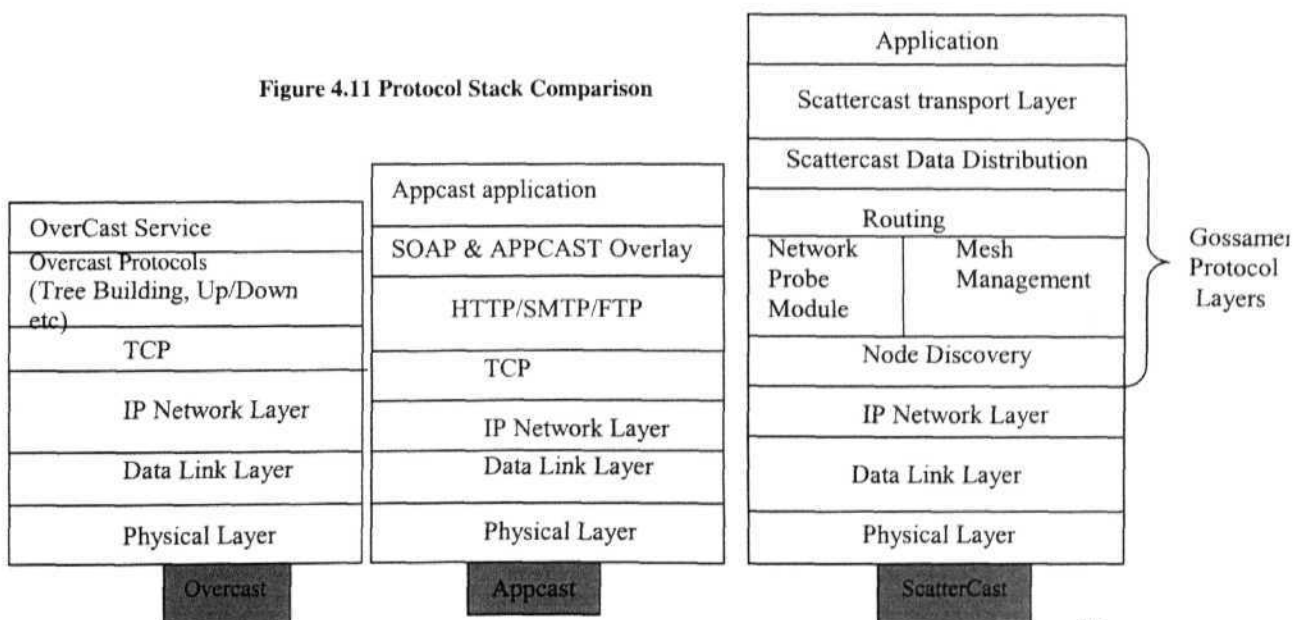 Figure 4.11 Protocol Stack Comparison
OverCast Service
Overcast Protocols
(Tree Building, Up/Down
etc)
TCP
IP Network Layer
Data Link Layer
Physical Layer
Overcast
Appcast application
SOAP & APPCAST Overlay
HTTP/SMTP/FTP
TCP
IP Network Layer
Data Link Layer
Physical Layer
Appcast
Application
Scattercast transport Layer
Scattercast Data Distribution
Routing
Network
Probe
Module
Mesh
Management
Node Discovery
IP Network Layer
Data Link Layer
Physical Layer
ScatterCast
Gossamer
Protocol
Layers